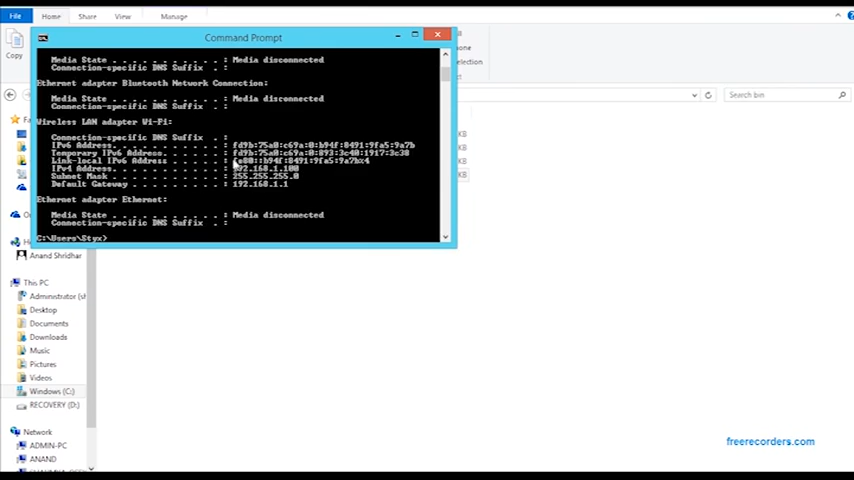 File Home Share View Manage
Command Prompt
Copy
Search bin
Media State . . . . . . . . . . . : Media disconnected
Connection-specific DNS Suffix . :
Ethernet adapter Bluetooth Network Connection:
Media State . . . . . . . . . . . : Media disconnected
Connection-specific DNS Suffix . :
Wireless LAN adapter Wi-Fi:
Connection-specific DNS Suffix . :
IPv6 Address. . . . . . . . . . . : fd9b:75a0:c69a:0:b94f:8491:9fa5:9a7b
Temporary IPv6 Address. . . . . . : fd9b:75a0:c69a:0:893:3c40:1917:3c38
Link-local IPv6 Address . . . . . : fe80::b94f:8491:9fa5:9a7b%4
IPv4 Address. . . . . . . . . . . : 192.168.1.100
Subnet Mask . . . . . . . . . . . : 255.255.255.0
Default Gateway . . . . . . . . . : 192.168.1.1
Ethernet adapter Ethernet:
Media State . . . . . . . . . . . : Media disconnected
Connection-specific DNS Suffix . :
C:\Users\Styx>
Anand Shridhar
This PC
Administrator (sh
Desktop
Documents
Downloads
Music
Pictures
Videos
Windows (C:)
RECOVERY (D:)
Network
ADMIN-PC
ANAND
freerecorders.com